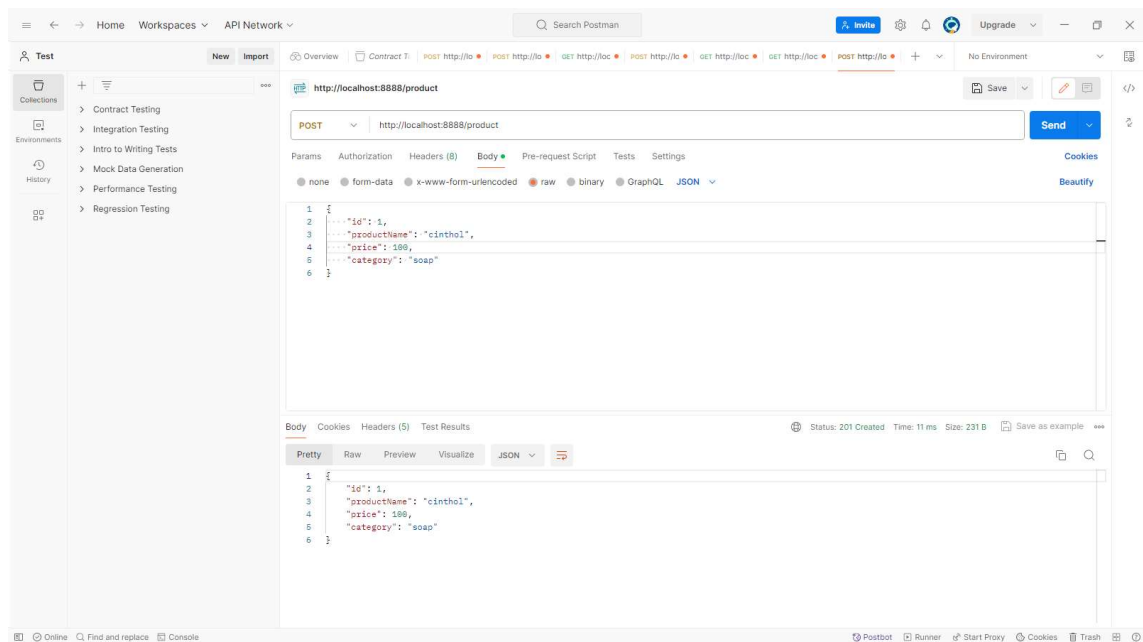 Home Workspaces API Network Search Postman Invite Upgrade
Test New Import Overview Contract T POST http://lo POST http://lo GET http://loc POST http://lo GET http://loc GET http://loc POST http://lo No Environment
Collections
Environments
History
Contract Testing
Integration Testing
Intro to Writing Tests
Mock Data Generation
Performance Testing
Regression Testing
http://localhost:8888/product Save
POST http://localhost:8888/product Send
Params Authorization Headers (8) Body Pre-request Script Tests Settings Cookies
none form-data x-www-form-urlencoded raw binary GraphQL JSON Beautify
1 {
2 "id": 1,
3 "productName": "cinthol",
4 "price": 100,
5 "category": "soap"
6 }
Body Cookies Headers (5) Test Results Status: 201 Created Time: 11 ms Size: 231 B Save as example
Pretty Raw Preview Visualize JSON
1 {
2 "id": 1,
3 "productName": "cinthol",
4 "price": 100,
5 "category": "soap"
6 }
Online Find and replace Console Postbot Runner Start Proxy Cookies Trash